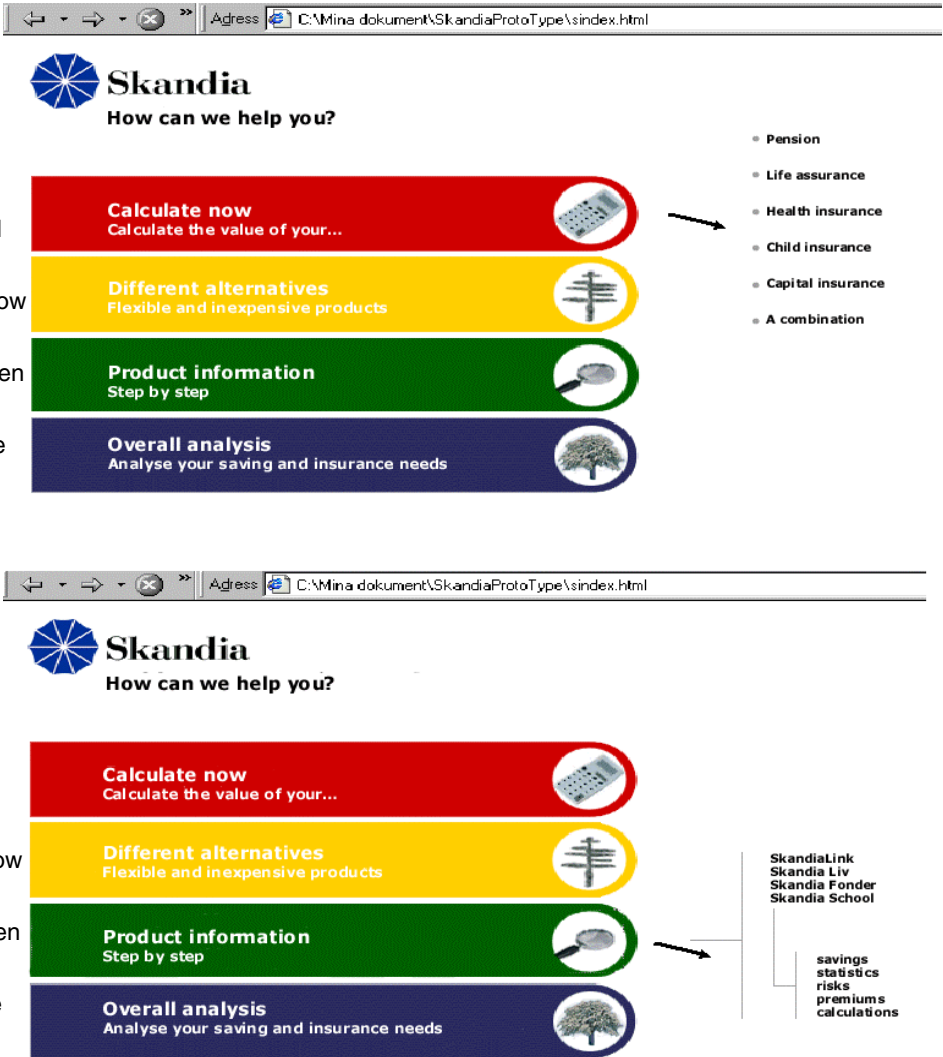 » Adress C:\Mina dokument\SkandiaProtoType\sindex.html
Skandia
How can we help you?
Calculate now
Calculate the value of your...
Different alternatives
Flexible and inexpensive products
Product information
Step by step
Overall analysis
Analyse your saving and insurance needs
Pension
Life assurance
Health insurance
Child insurance
Capital insurance
A combination
» Adress C:\Mina dokument\SkandiaProtoType\sindex.html
Skandia
How can we help you?
Calculate now
Calculate the value of your...
Different alternatives
Flexible and inexpensive products
Product information
Step by step
Overall analysis
Analyse your saving and insurance needs
SkandiaLink
Skandia Liv
Skandia Fonder
Skandia School
savings
statistics
risks
premiums
calculations